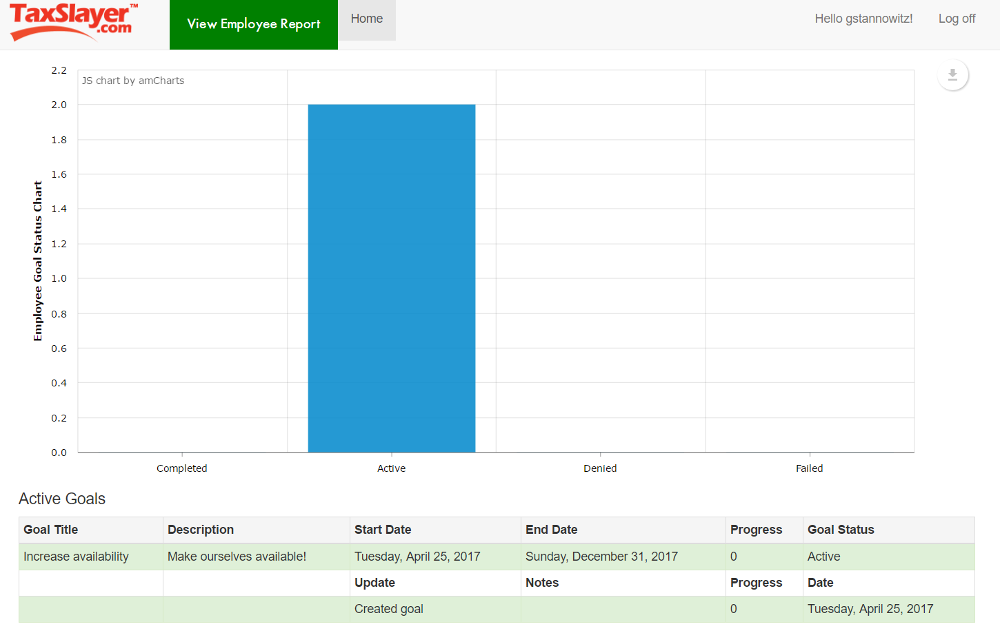 TaxSlayer™
.com
View Employee Report
Home
Hello gstannowitz!
Log off
JS chart by amCharts
Employee Goal Status Chart
2.2
2.0
1.8
1.6
1.4
1.2
1.0
0.8
0.6
0.4
0.2
0.0
Completed Active Denied Failed
Active Goals
Goal Title Description Start Date End Date Progress Goal Status
Increase availability Make ourselves available! Tuesday, April 25, 2017 Sunday, December 31, 2017 0 Active
Update Notes Progress Date
Created goal 0 Tuesday, April 25, 2017